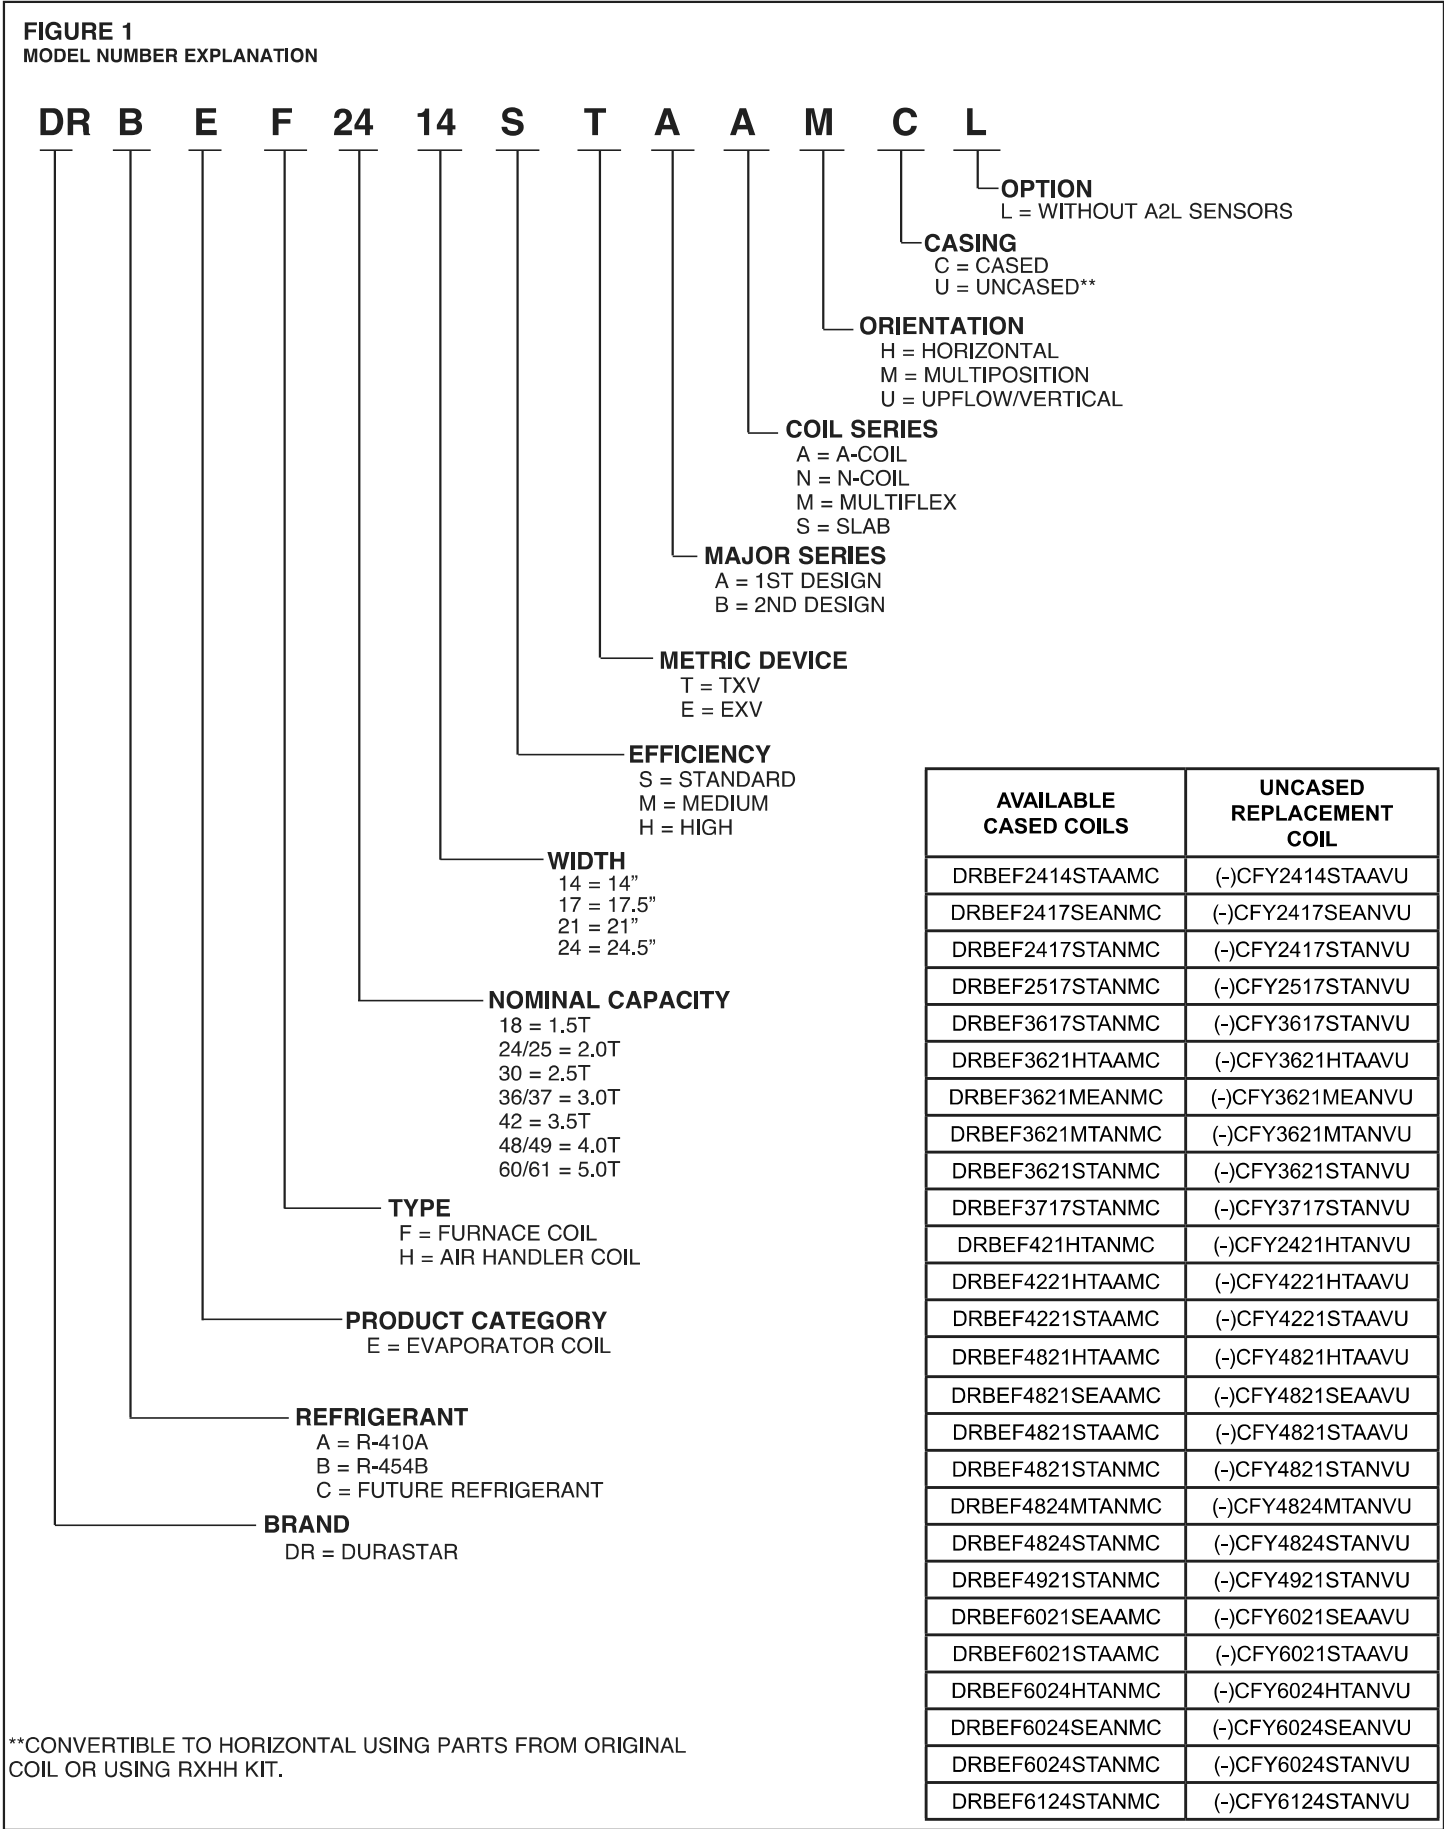 FIGURE 1
MODEL NUMBER EXPLANATION
DR B E F 24 14 S T A A M C L
OPTION
L = WITHOUT A2L SENSORS
CASING
C = CASED
U = UNCASED**
ORIENTATION
H = HORIZONTAL
M = MULTIPOSITION
U = UPFLOW/VERTICAL
COIL SERIES
A = A-COIL
N = N-COIL
M = MULTIFLEX
S = SLAB
MAJOR SERIES
A = 1ST DESIGN
B = 2ND DESIGN
METRIC DEVICE
T = TXV
E = EXV
EFFICIENCY
S = STANDARD
M = MEDIUM
H = HIGH
WIDTH
14 = 14”
17 = 17.5”
21 = 21”
24 = 24.5”
NOMINAL CAPACITY
18 = 1.5T
24/25 = 2.0T
30 = 2.5T
36/37 = 3.0T
42 = 3.5T
48/49 = 4.0T
60/61 = 5.0T
TYPE
F = FURNACE COIL
H = AIR HANDLER COIL
PRODUCT CATEGORY
E = EVAPORATOR COIL
REFRIGERANT
A = R-410A
B = R-454B
C = FUTURE REFRIGERANT
BRAND
DR = DURASTAR
**CONVERTIBLE TO HORIZONTAL USING PARTS FROM ORIGINAL
COIL OR USING RXHH KIT.
AVAILABLE
CASED COILS
UNCASED
REPLACEMENT
COIL
DRBEF2414STAAMC (-)CFY2414STAAVU
DRBEF2417SEANMC (-)CFY2417SEANVU
DRBEF2417STANMC (-)CFY2417STANVU
DRBEF2517STANMC (-)CFY2517STANVU
DRBEF3617STANMC (-)CFY3617STANVU
DRBEF3621HTAAMC (-)CFY3621HTAAVU
DRBEF3621MEANMC (-)CFY3621MEANVU
DRBEF3621MTANMC (-)CFY3621MTANVU
DRBEF3621STANMC (-)CFY3621STANVU
DRBEF3717STANMC (-)CFY3717STANVU
DRBEF421HTANMC (-)CFY2421HTANVU
DRBEF4221HTAAMC (-)CFY4221HTAAVU
DRBEF4221STAAMC (-)CFY4221STAAVU
DRBEF4821HTAAMC (-)CFY4821HTAAVU
DRBEF4821SEAAMC (-)CFY4821SEAAVU
DRBEF4821STAAMC (-)CFY4821STAAVU
DRBEF4821STANMC (-)CFY4821STANVU
DRBEF4824MTANMC (-)CFY4824MTANVU
DRBEF4824STANMC (-)CFY4824STANVU
DRBEF4921STANMC (-)CFY4921STANVU
DRBEF6021SEAAMC (-)CFY6021SEAAVU
DRBEF6021STAAMC (-)CFY6021STAAVU
DRBEF6024HTANMC (-)CFY6024HTANVU
DRBEF6024SEANMC (-)CFY6024SEANVU
DRBEF6024STANMC (-)CFY6024STANVU
DRBEF6124STANMC (-)CFY6124STANVU